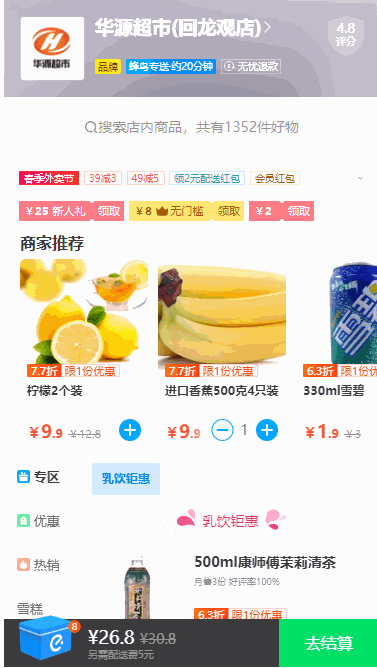 华源超市(回龙观店)
4.8
评分
华源超市
品牌 蜂鸟专送·约20分钟 无忧退款
搜索店内商品，共有1352件好物
春季外卖节 39减3 49减5 领2元配送红包 会员红包
￥25 新人礼 领取 ￥8 无门槛 领取 ￥2 领取
商家推荐
雪碧
7.7折 限1份优惠 7.7折 限1份优惠 6.3折 限1份优惠
柠檬2个装 进口香蕉500克4只装 330ml雪碧
￥9.9 ￥12.8 ￥9.9 1 ￥1.9 ￥3
专区 乳饮钜惠
优惠 乳饮钜惠
热销 500ml康师傅茉莉清茶
月售3份 好评率100%
雪糕 6.3折 限1份优惠
8
￥26.8 ￥30.8
另需配送费5元
去结算